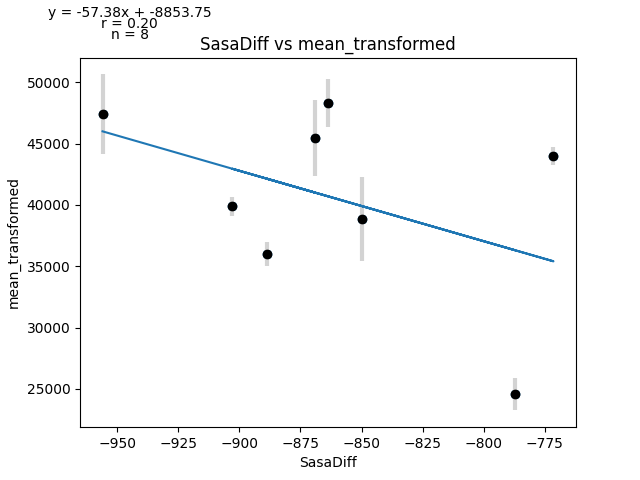 y = -57.38x + -8853.75
r = 0.20
n = 8
SasaDiff vs mean_transformed
50000
45000
40000
35000
30000
25000
mean_transformed
−950 −925 −900 −875 −850 −825 −800 −775
SasaDiff